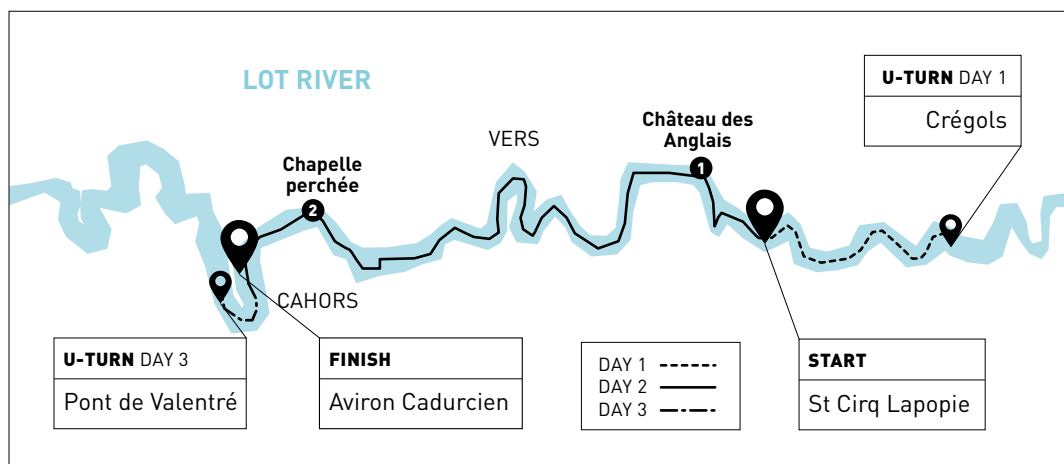 LOT RIVER
U-TURN DAY 1
Crégols
Château des
Anglais
1
VERS
Chapelle
perchée
2
CAHORS
U-TURN DAY 3
Pont de Valentré
FINISH
Aviron Cadurcien
DAY 1
DAY 2
DAY 3
START
St Cirq Lapopie